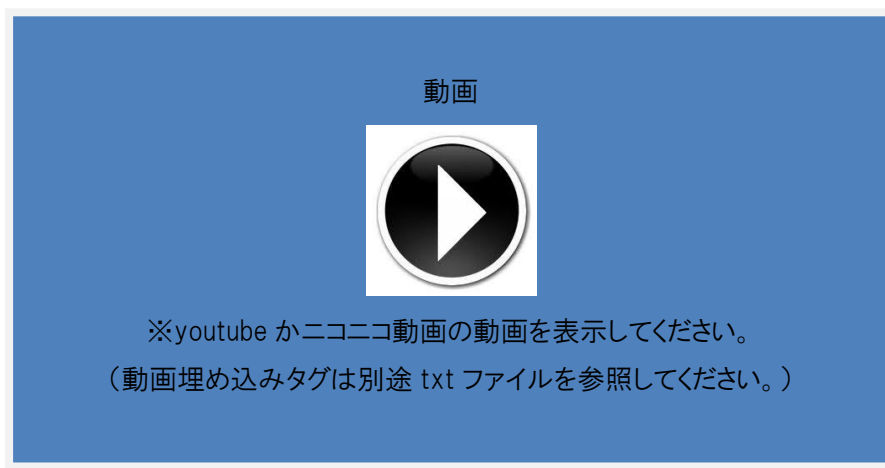 動画
※youtube かニコニコ動画の動画を表示してください。
（動画埋め込みタグは別途 txt ファイルを参照してください。）